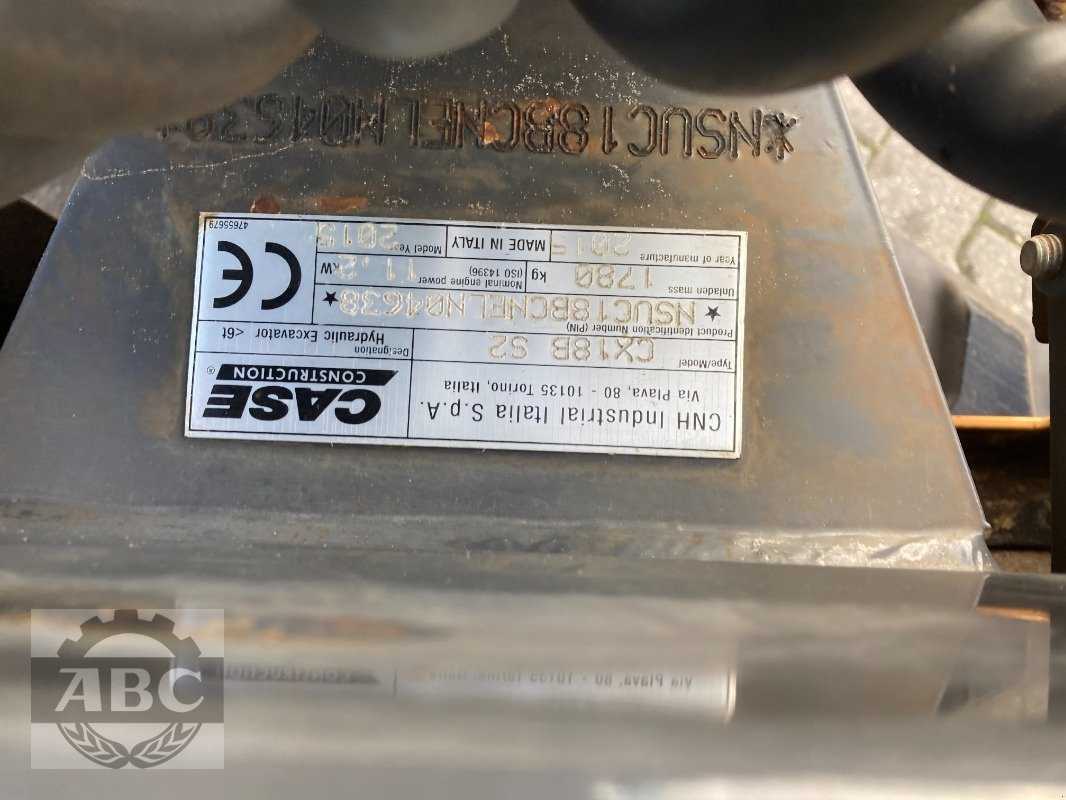 CNH Industrial Italia S.p.A.
Via Plava, 80 - 10135 Torino, Italia
CASE
CONSTRUCTION
®
Type/Model
CX18B S2
Designation
Hydraulic Excavator <6t
Product Identification Number (PIN)
★ NSUC18BCNELN04638 ★
Unladen mass
1780 kg
Nominal engine power (ISO 14396)
11,2 kW
Year of manufacture
2015
MADE IN ITALY
Model Year
2015
CE
47655679
*NSUC18BCNELN04638
ABC